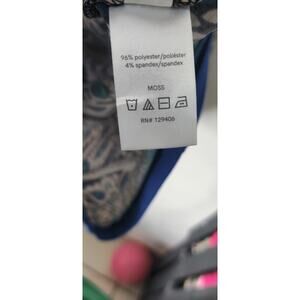 96% polyester/poliéster
4% spandex/spandex
MOSS
RN# 129406